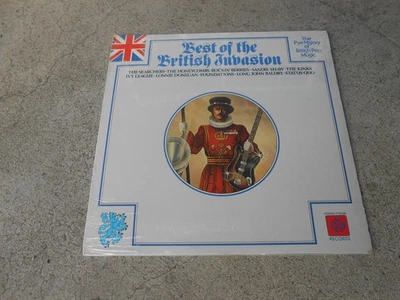 Best of the
British Invasion
The Pye History
of British Pop
Music
THE SEARCHERS·THE HONEYCOMBS·ROCKIN' BERRIES·SANDIE SHAW·THE KINKS
IVY LEAGUE·LONNIE DONEGAN·FOUNDATIONS·LONG JOHN BALDRY·STATUS QUO
RECORDS